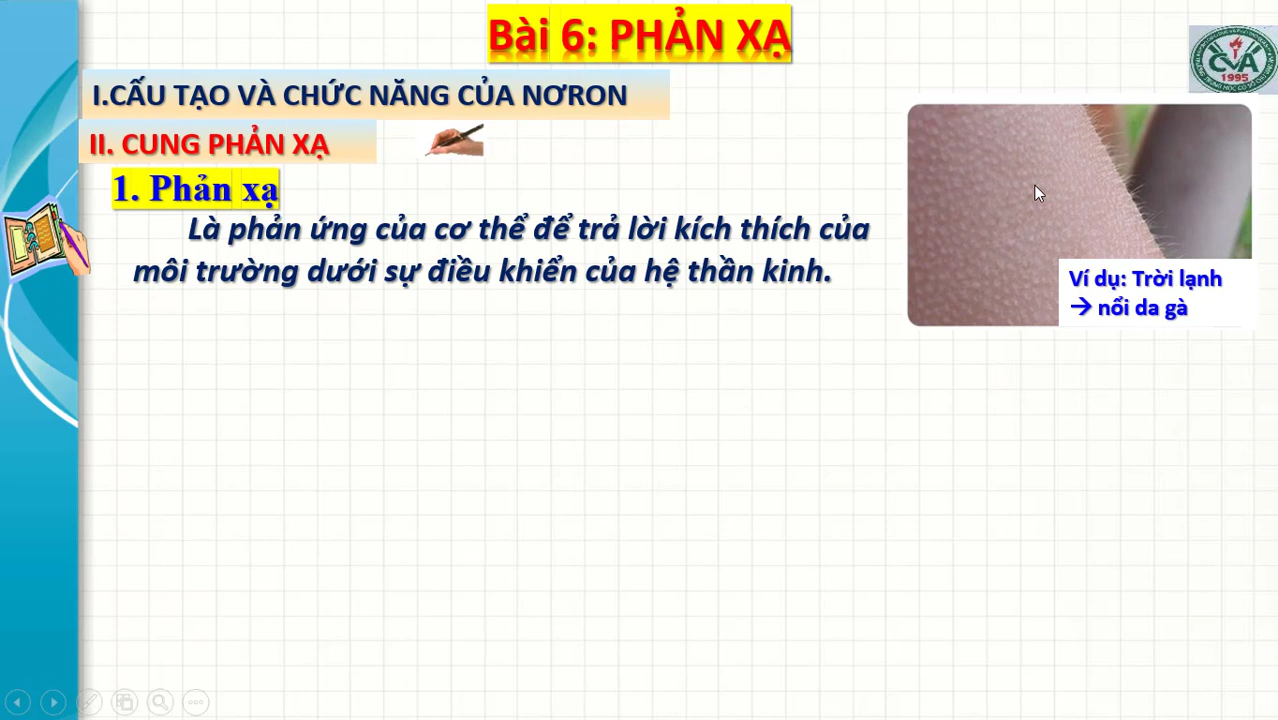 Bài 6: PHẢN XẠ
I.CẤU TẠO VÀ CHỨC NĂNG CỦA NƠRON
CVA
1995
II. CUNG PHẢN XẠ
1. Phản xạ
Là phản ứng của cơ thể để trả lời kích thích của
môi trường dưới sự điều khiển của hệ thần kinh.
Ví dụ: Trời lạnh
→ nổi da gà